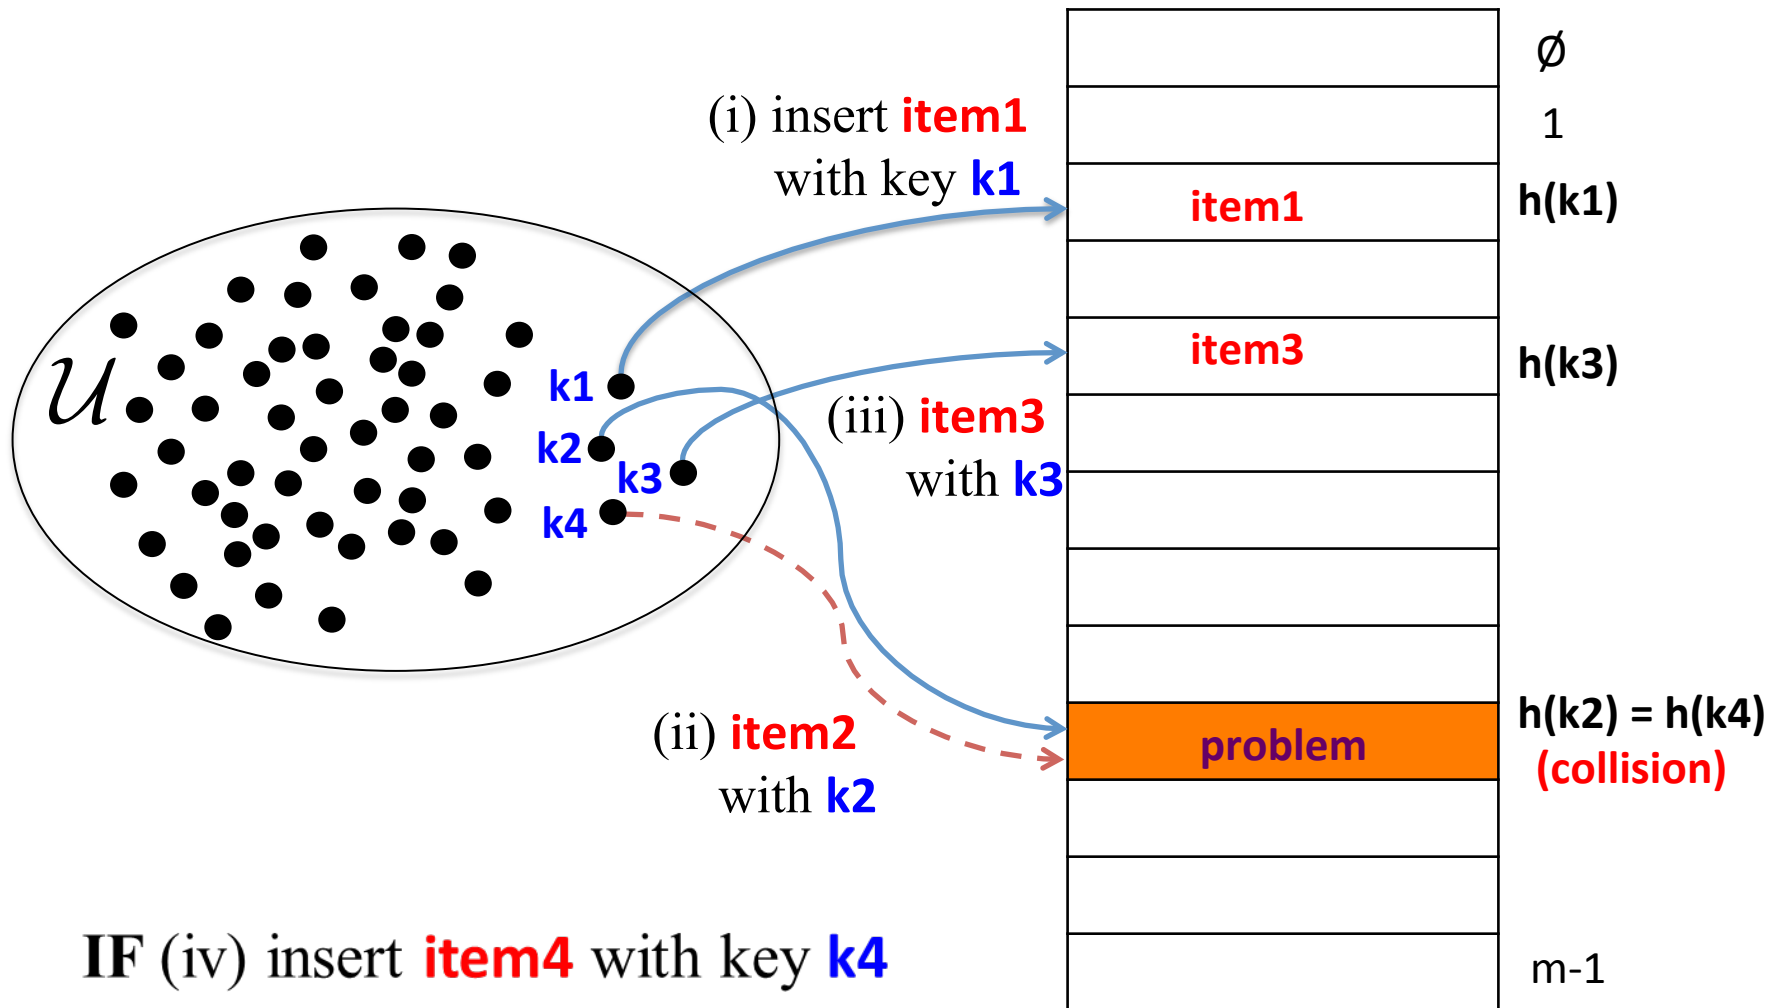 Ø
1
(i) insert item1
with key k1
item1
h(k1)
𝒰
k1
k2
k3
k4
item3
h(k3)
(iii) item3
with k3
(ii) item2
with k2
problem
h(k2) = h(k4)
(collision)
IF (iv) insert item4 with key k4
m-1